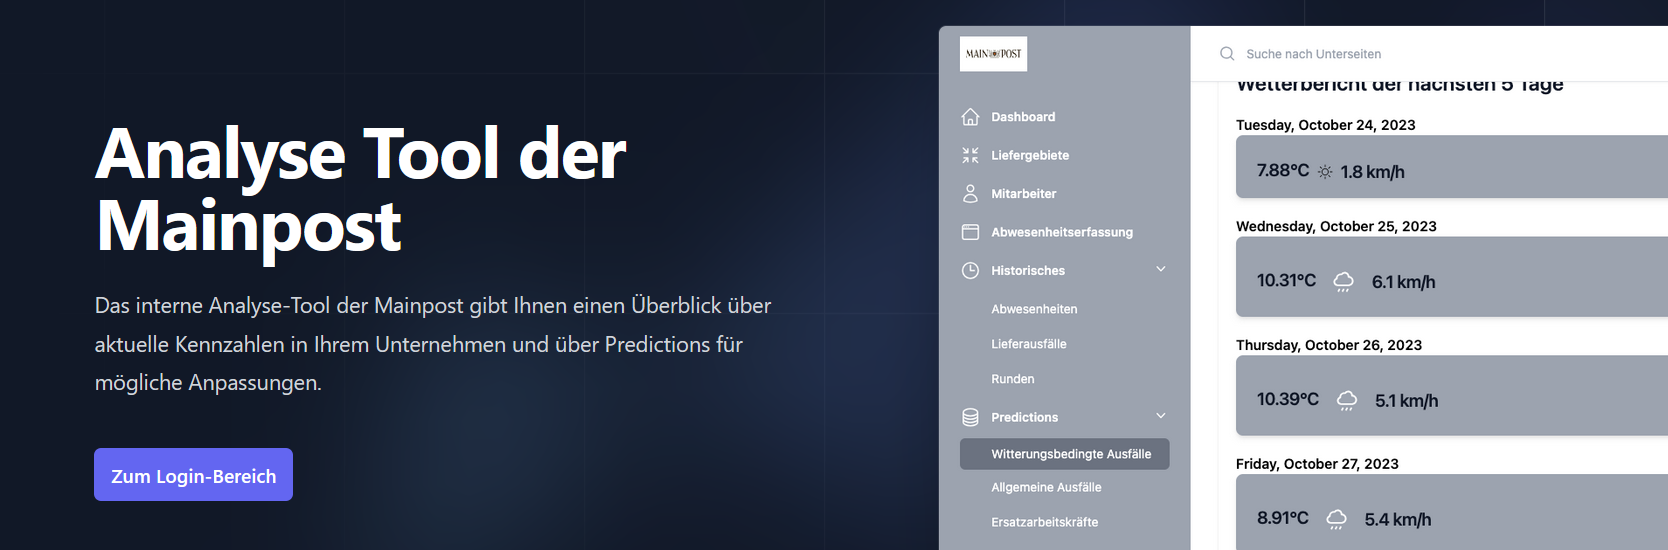 Analyse Tool der
Mainpost
Das interne Analyse-Tool der Mainpost gibt Ihnen einen Überblick über
aktuelle Kennzahlen in Ihrem Unternehmen und über Predictions für
mögliche Anpassungen.
Zum Login-Bereich
MAIN POST
Dashboard
Liefergebiete
Mitarbeiter
Abwesenheitserfassung
Historisches
Abwesenheiten
Lieferausfälle
Runden
Predictions
Witterungsbedingte Ausfälle
Allgemeine Ausfälle
Ersatzarbeitskräfte
Suche nach Unterseiten
Wetterbericht der nächsten 5 Tage
Tuesday, October 24, 2023
7.88°C 1.8 km/h
Wednesday, October 25, 2023
10.31°C 6.1 km/h
Thursday, October 26, 2023
10.39°C 5.1 km/h
Friday, October 27, 2023
8.91°C 5.4 km/h